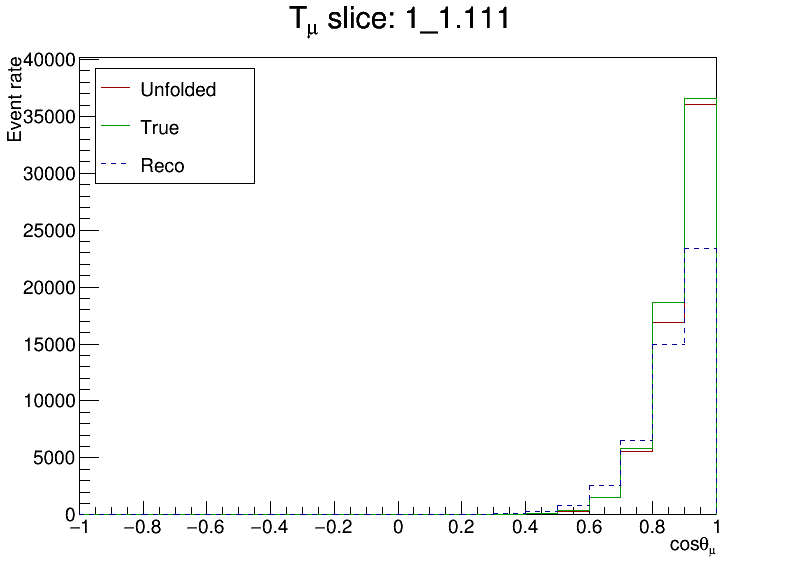 Tμ slice: 1_1.111
Event rate
40000
35000
30000
25000
20000
15000
10000
5000
0
Unfolded
True
Reco
−1 −0.8 −0.6 −0.4 −0.2 0 0.2 0.4 0.6 0.8 1
cosθμ